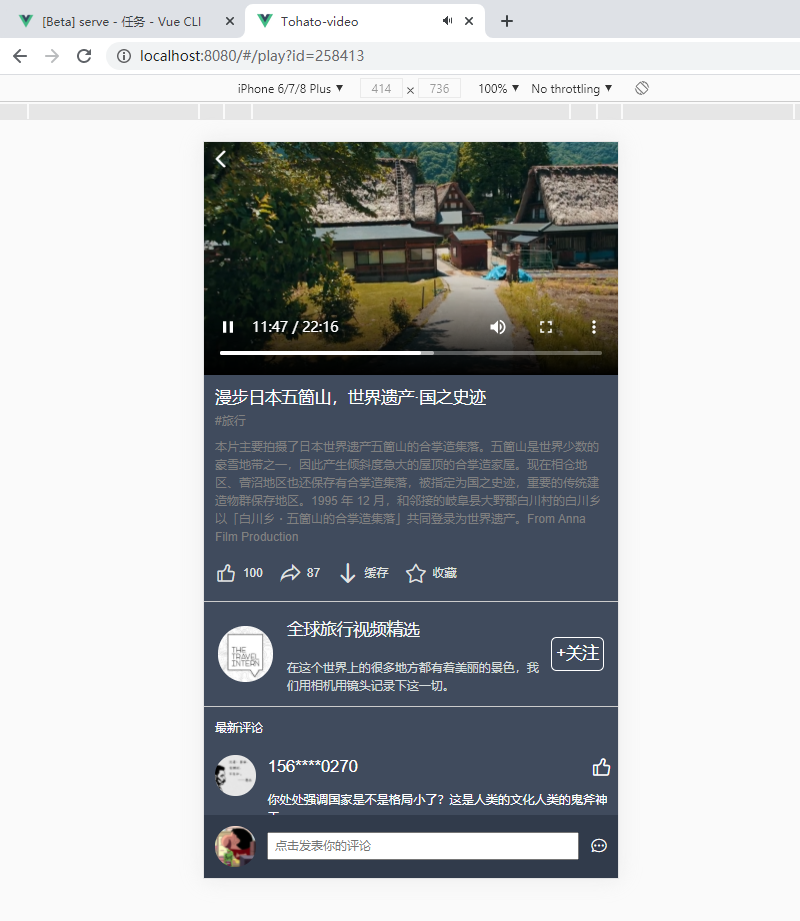 [Beta] serve - 任务 - Vue CLI
Tohato-video
localhost:8080/#/play?id=258413
iPhone 6/7/8 Plus ▼ 414 × 736 100% ▼ No throttling ▼
11:47 / 22:16
漫步日本五箇山，世界遗产·国之史迹
#旅行
本片主要拍摄了日本世界遗产五箇山的合掌造集落。五箇山是世界少数的
豪雪地带之一，因此产生倾斜度急大的屋顶的合掌造家屋。现在相仓地
区、菅沼地区也还保存有合掌造集落，被指定为国之史迹，重要的传统建
造物群保存地区。1995 年 12 月，和邻接的岐阜县大野郡白川村的白川乡
以「白川乡・五箇山的合掌造集落」共同登录为世界遗产。From Anna
Film Production
100 87 缓存 收藏
全球旅行视频精选
THE
TRAVEL
INTERN
+关注
在这个世界上的很多地方都有着美丽的景色，我
们用相机用镜头记录下这一切。
最新评论
156****0270
你处处强调国家是不是格局小了？这是人类的文化人类的鬼斧神
点击发表你的评论